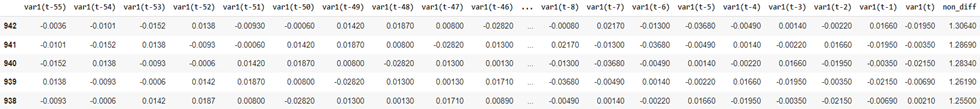 var1(t-55) var1(t-54) var1(t-53) var1(t-52) var1(t-51) var1(t-50) var1(t-49) var1(t-48) var1(t-47) var1(t-46) ... var1(t-8) var1(t-7) var1(t-6) var1(t-5) var1(t-4) var1(t-3) var1(t-2) var1(t-1) var1(t) non_diff
942 -0.0036 -0.0101 -0.0152 0.0138 -0.00930 -0.00060 0.01420 0.01870 0.00800 -0.02820 ... -0.00080 0.02170 -0.01300 -0.03680 -0.00490 0.00140 -0.00220 0.01660 -0.01950 1.30640
941 -0.0101 -0.0152 0.0138 -0.0093 -0.00060 0.01420 0.01870 0.00800 -0.02820 0.01300 ... 0.02170 -0.01300 -0.03680 -0.00490 0.00140 -0.00220 0.01660 -0.01950 -0.00350 1.28690
940 -0.0152 0.0138 -0.0093 -0.0006 0.01420 0.01870 0.00800 -0.02820 0.01300 0.00130 ... -0.01300 -0.03680 -0.00490 0.00140 -0.00220 0.01660 -0.01950 -0.00350 -0.02150 1.28340
939 0.0138 -0.0093 -0.0006 0.0142 0.01870 0.00800 -0.02820 0.01300 0.00130 0.01710 ... -0.03680 -0.00490 0.00140 -0.00220 0.01660 -0.01950 -0.00350 -0.02150 -0.00690 1.26190
938 -0.0093 -0.0006 0.0142 0.0187 0.00800 -0.02820 0.01300 0.00130 0.01710 0.00890 ... -0.00490 0.00140 -0.00220 0.01660 -0.01950 -0.00350 -0.02150 -0.00690 0.00210 1.25500